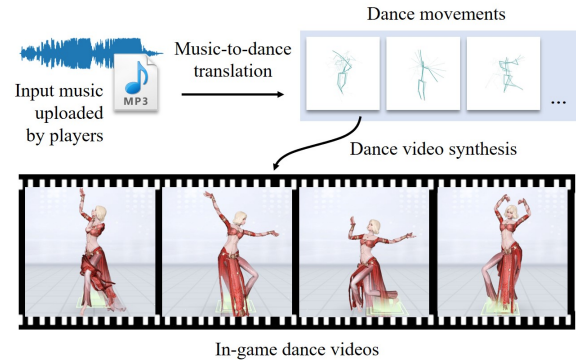 Dance movements
Music-to-dance
translation
Input music
uploaded
by players
MP3
...
Dance video synthesis
In-game dance videos